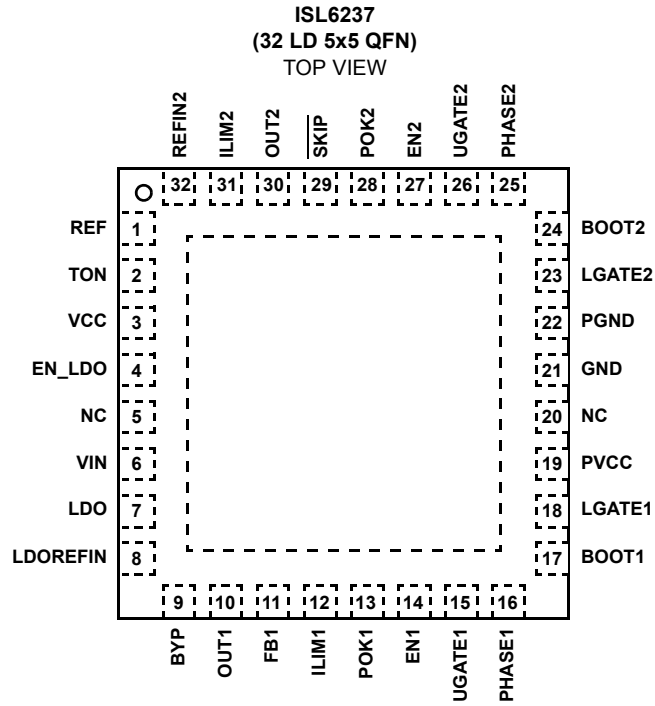 ISL6237
(32 LD 5x5 QFN)
TOP VIEW
REFIN2
ILIM2
OUT2
SKIP
POK2
EN2
UGATE2
PHASE2
32 31 30 29 28 27 26 25
REF 1 24 BOOT2
TON 2 23 LGATE2
VCC 3 22 PGND
EN_LDO 4 21 GND
NC 5 20 NC
VIN 6 19 PVCC
LDO 7 18 LGATE1
LDOREFIN 8 17 BOOT1
9 10 11 12 13 14 15 16
BYP
OUT1
FB1
ILIM1
POK1
EN1
UGATE1
PHASE1